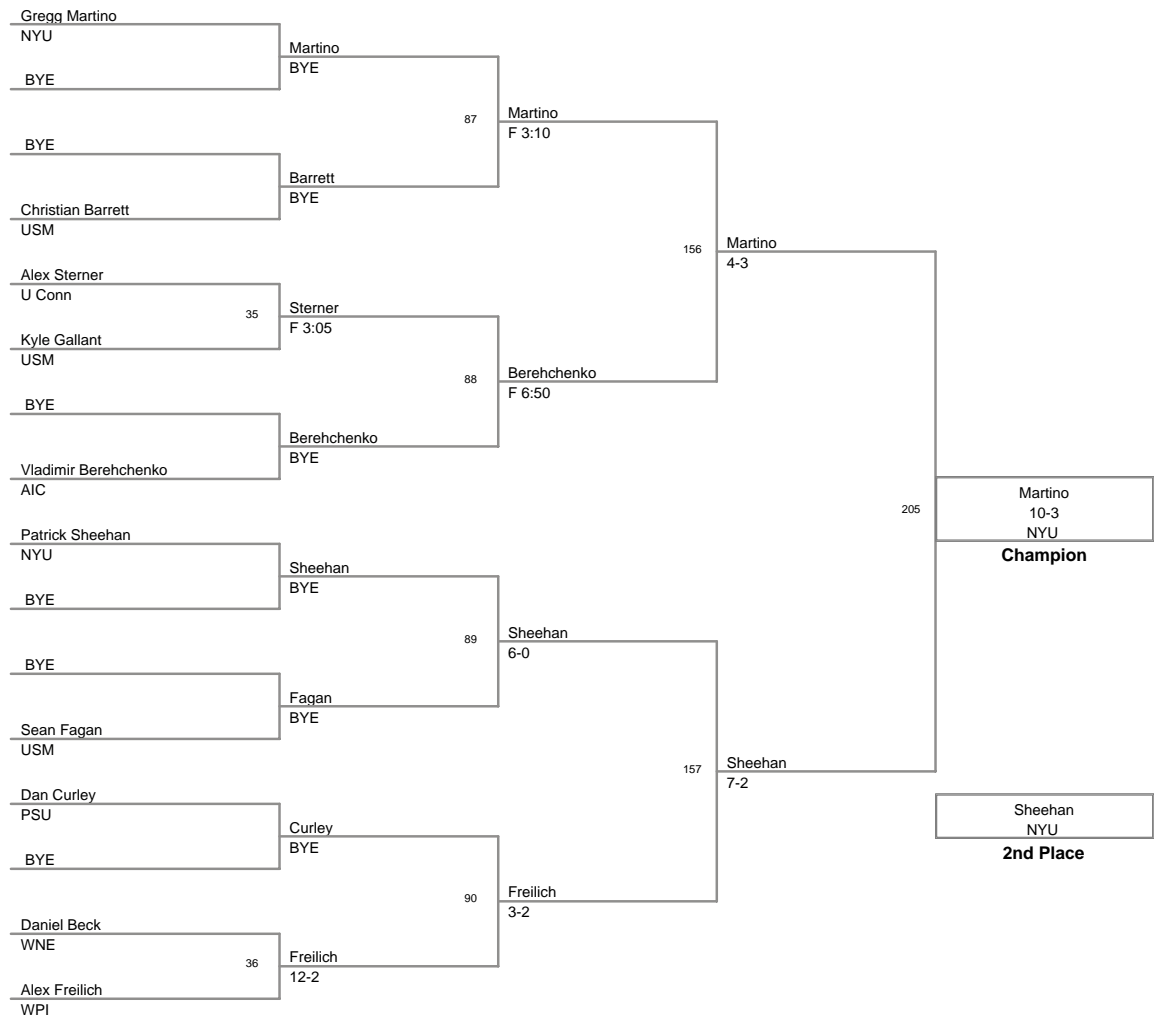 Gregg Martino
NYU
Martino
BYE
BYE
Martino
87
F 3:10
BYE
Barrett
BYE
Christian Barrett
USM
Martino
156
4-3
Alex Sterner
U Conn
Sterner
35
F 3:05
Kyle Gallant
USM
Berehchenko
88
F 6:50
BYE
Berehchenko
BYE
Vladimir Berehchenko
AIC
Martino
10-3
205
NYU
Champion
Patrick Sheehan
NYU
Sheehan
BYE
BYE
Sheehan
89
6-0
BYE
Fagan
BYE
Sean Fagan
USM
Sheehan
157
7-2
Dan Curley
PSU
Sheehan
NYU
2nd Place
Curley
BYE
BYE
Freilich
90
3-2
Daniel Beck
WNE
Freilich
36
12-2
Alex Freilich
WPI